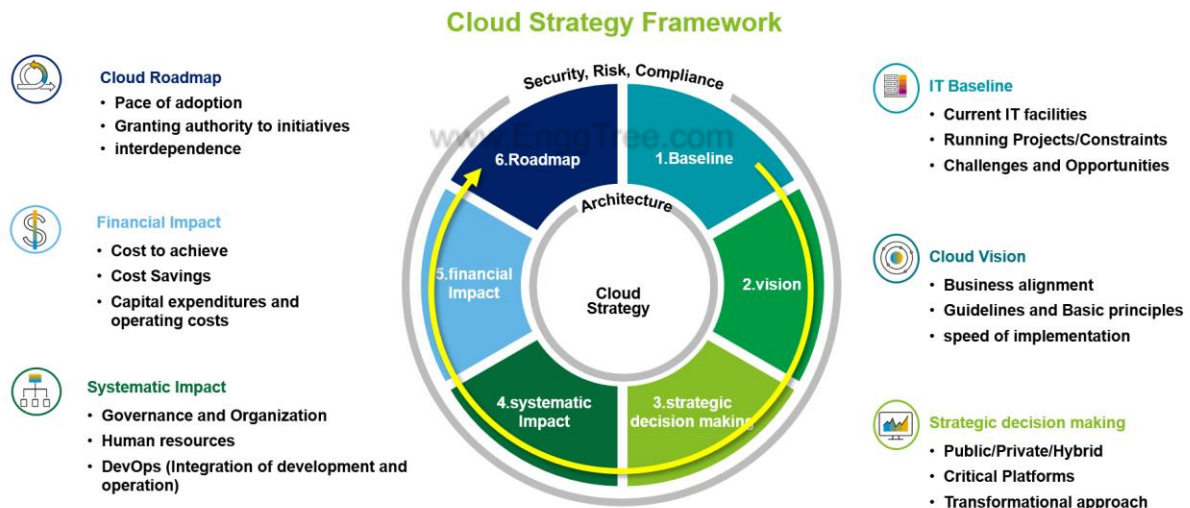 Cloud Strategy Framework
Cloud Roadmap
• Pace of adoption
• Granting authority to initiatives
• interdependence
Financial Impact
• Cost to achieve
• Cost Savings
• Capital expenditures and
operating costs
Systematic Impact
• Governance and Organization
• Human resources
• DevOps (Integration of development and
operation)
Security, Risk, Compliance
www.EnggTree.com
6.Roadmap
1.Baseline
Architecture
5.financial
Impact
2.vision
Cloud
Strategy
4.systematic
Impact
3.strategic
decision making
IT Baseline
• Current IT facilities
• Running Projects/Constraints
• Challenges and Opportunities
Cloud Vision
• Business alignment
• Guidelines and Basic principles
• speed of implementation
Strategic decision making
• Public/Private/Hybrid
• Critical Platforms
• Transformational approach